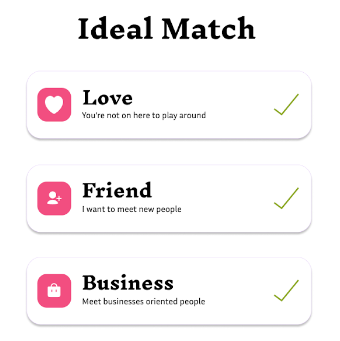 Ideal Match
Love
You're not on here to play around
Friend
I want to meet new people
Business
Meet businesses oriented people